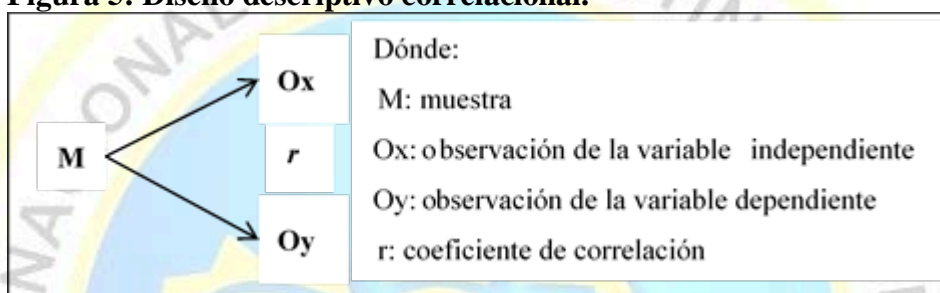 Figura Diseño descriptivo correlacional.
Ox
M
r
Oy
Dónde:
M: muestra
Ox: observación de la variable independiente
Oy: observación de la variable dependiente
r: coeficiente de correlación